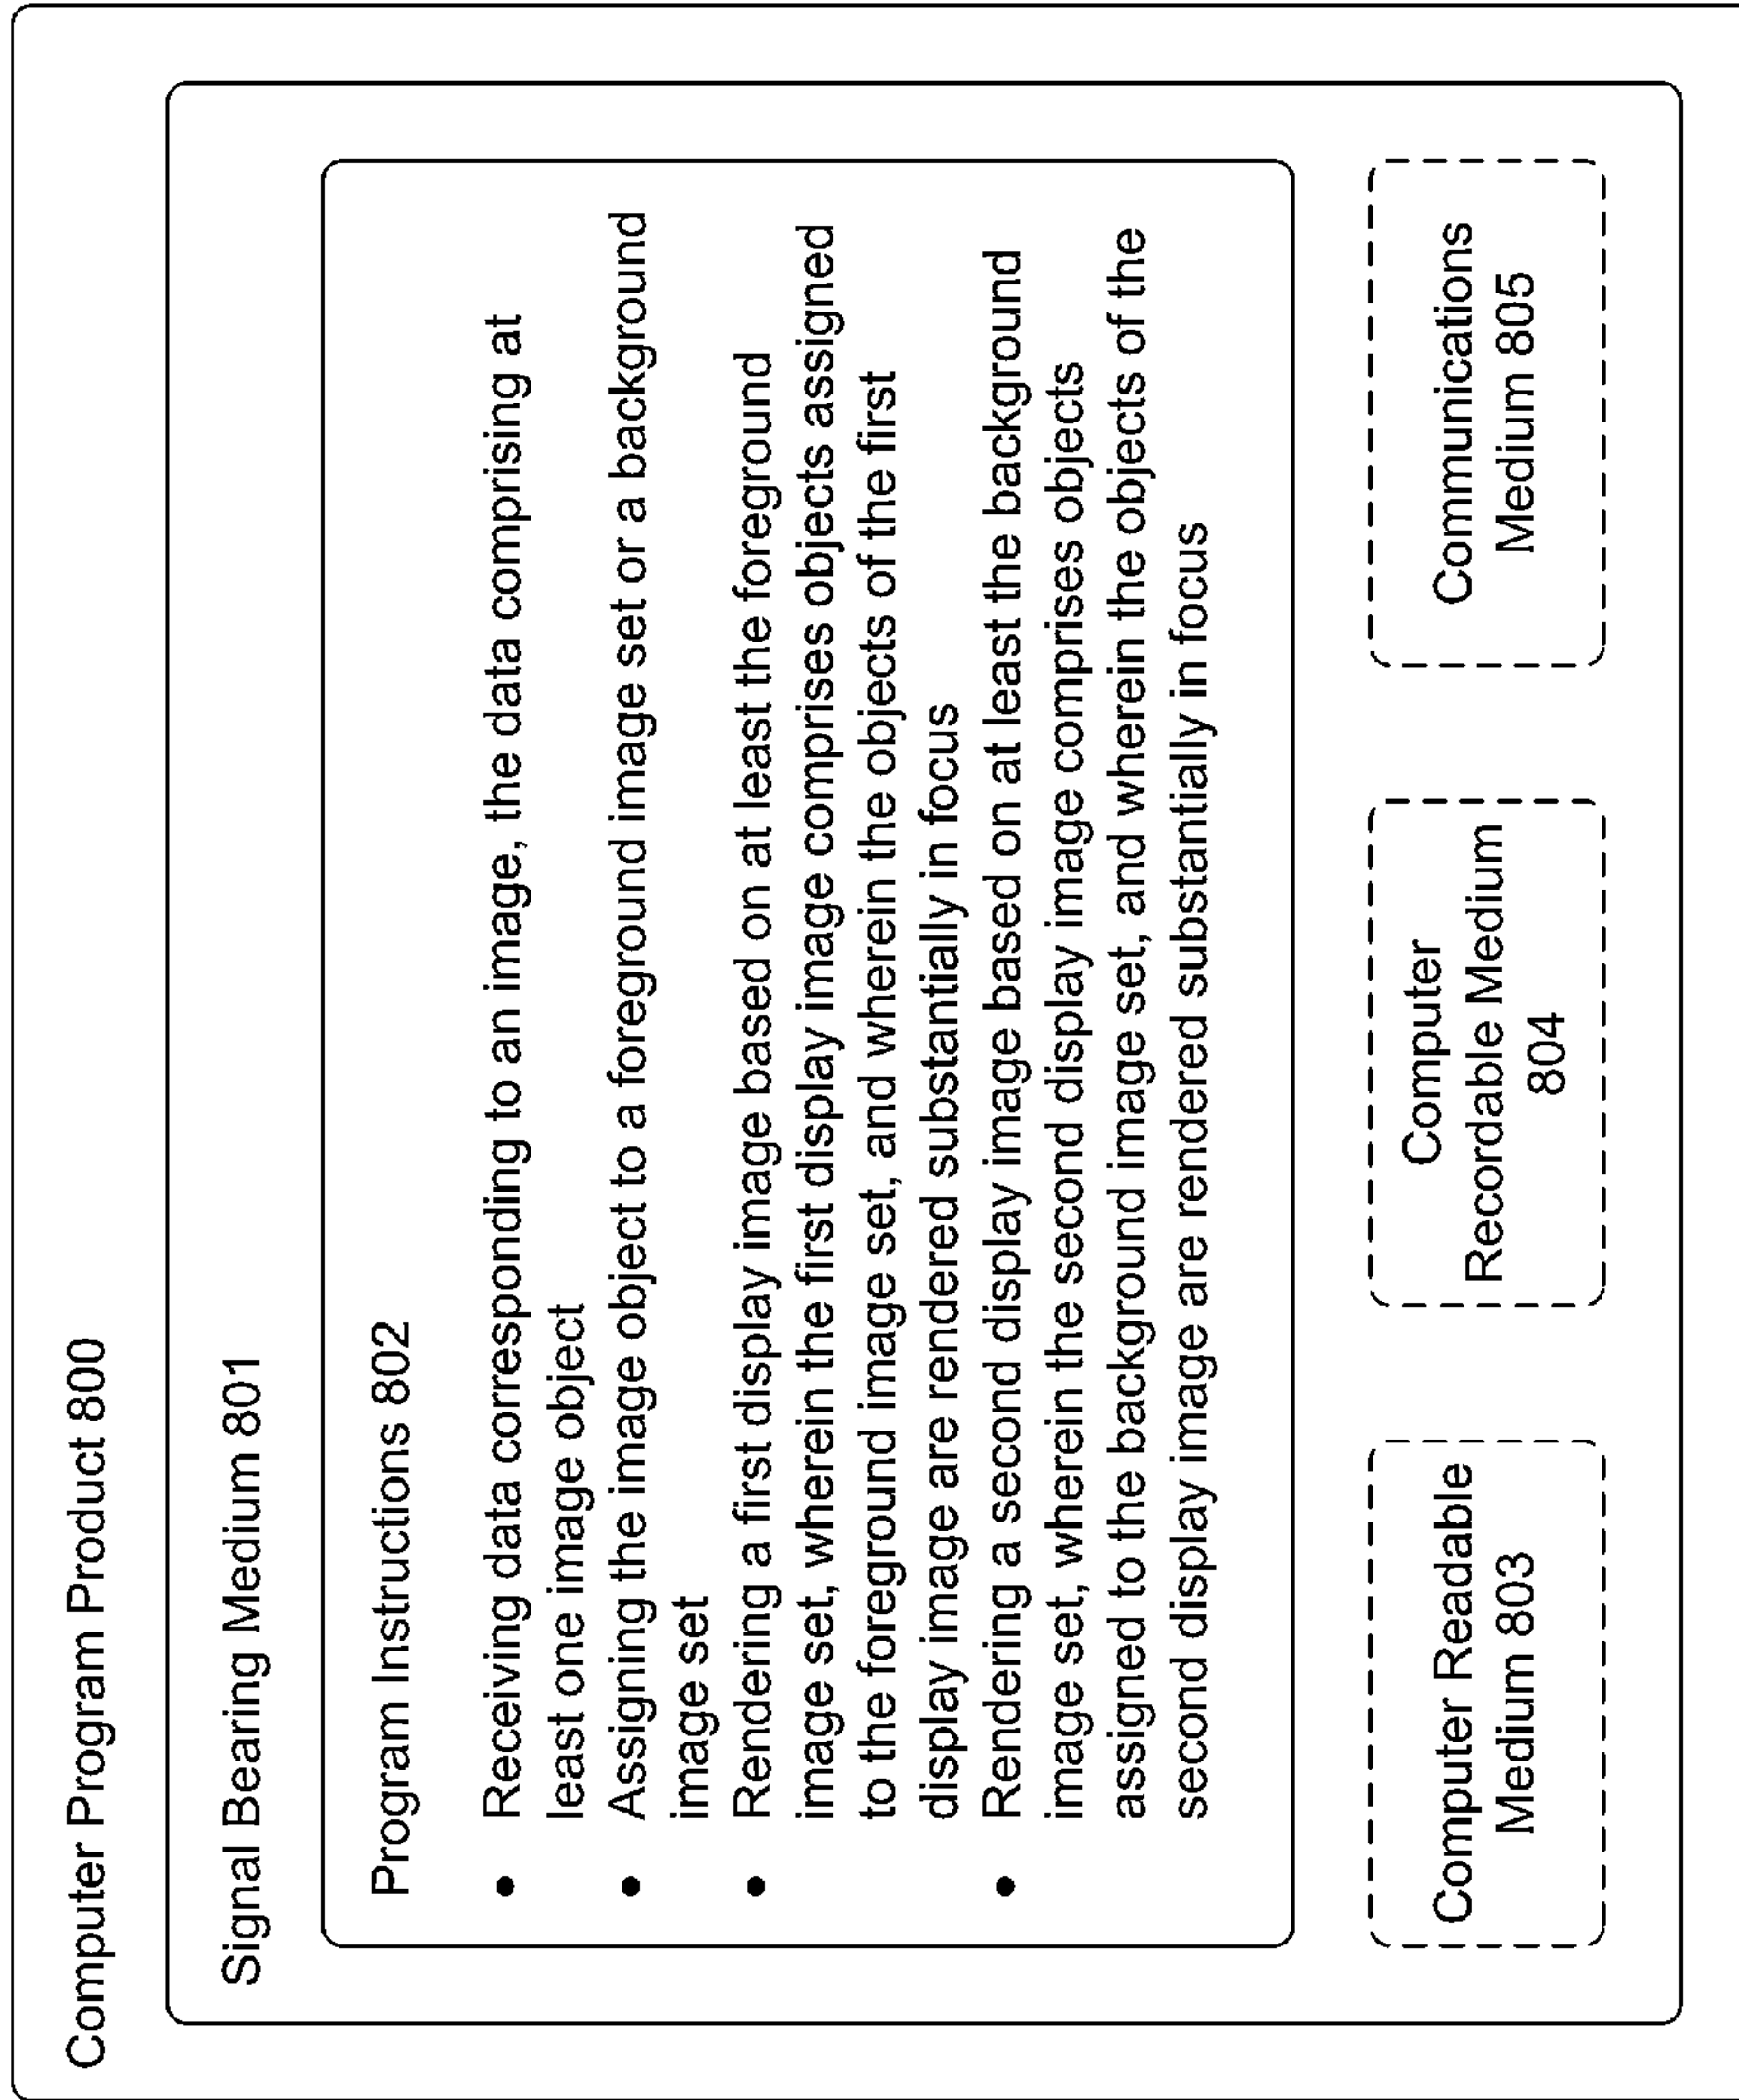 Computer Program Product 800
Signal Bearing Medium 801
Program Instructions 802
• Receiving data corresponding to an image, the data comprising at
least one image object
• Assigning the image object to a foreground image set or a background
image set
• Rendering a first display image based on at least the foreground
image set, wherein the first display image comprises objects assigned
to the foreground image set, and wherein the objects of the first
display image are rendered substantially in focus
• Rendering a second display image based on at least the background
image set, wherein the second display image comprises objects
assigned to the background image set, and wherein the objects of the
second display image are rendered substantially in focus
Computer Readable
Medium 803
Computer
Recordable Medium
804
Communications
Medium 805